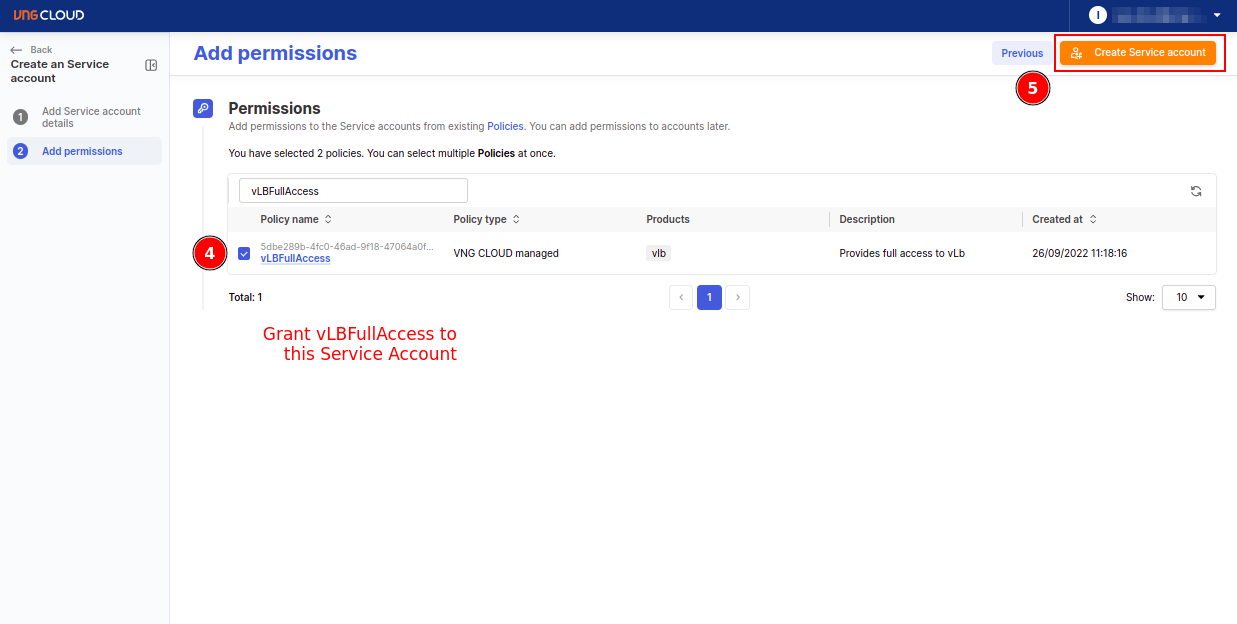 VNG CLOUD
I
Back
Create an Service
account
1
Add Service account
details
2
Add permissions
Add permissions
Previous
Create Service account
5
Permissions
Add permissions to the Service accounts from existing Policies. You can add permissions to accounts later.
You have selected 2 policies. You can select multiple Policies at once.
vLBFullAccess
Policy name
Policy type
Products
Description
Created at
4
5dbe289b-4fc0-46ad-9f18-47064a0f...
vLBFullAccess
VNG CLOUD managed
vlb
Provides full access to vLb
26/09/2022 11:18:16
Total: 1
1
Show:
10
Grant vLBFullAccess to
this Service Account